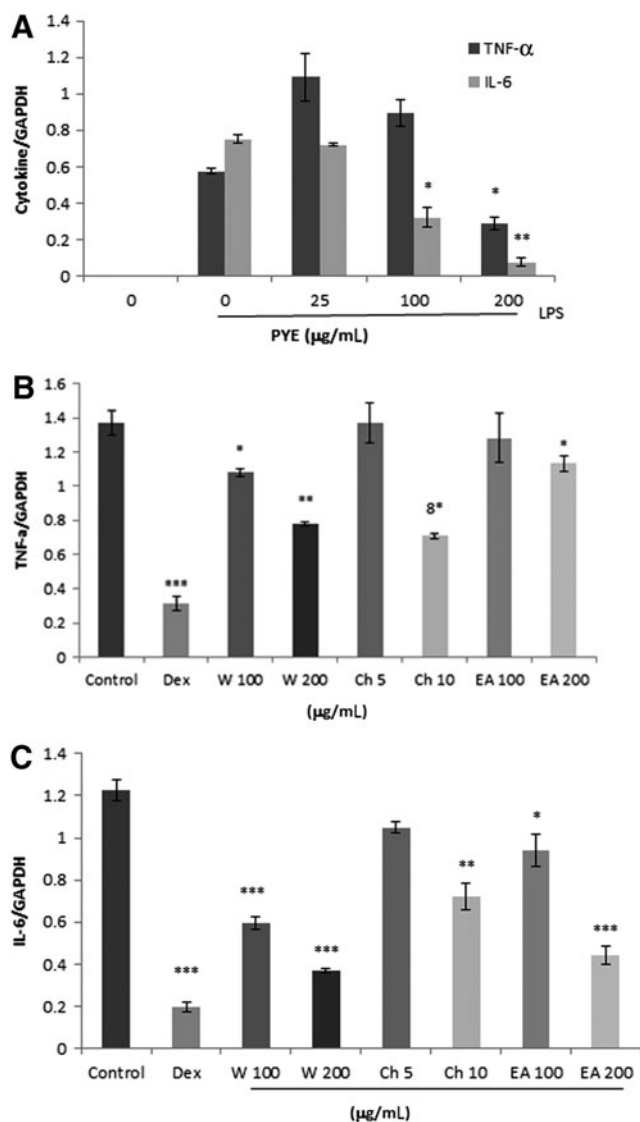 A
Cytokine/GAPDH
1.4
1.2
1
0.8
0.6
0.4
0.2
0
TNF-α
IL-6
*
*
**
0 0 25 100 200
LPS
PYE (µg/mL)
B
TNF-a/GAPDH
1.6
1.4
1.2
1
0.8
0.6
0.4
0.2
0
***
*
**
8*
*
Control Dex W 100 W 200 Ch 5 Ch 10 EA 100 EA 200
(µg/mL)
C
IL-6/GAPDH
1.4
1.2
1
0.8
0.6
0.4
0.2
0
***
***
***
**
*
***
Control Dex W 100 W 200 Ch 5 Ch 10 EA 100 EA 200
(µg/mL)